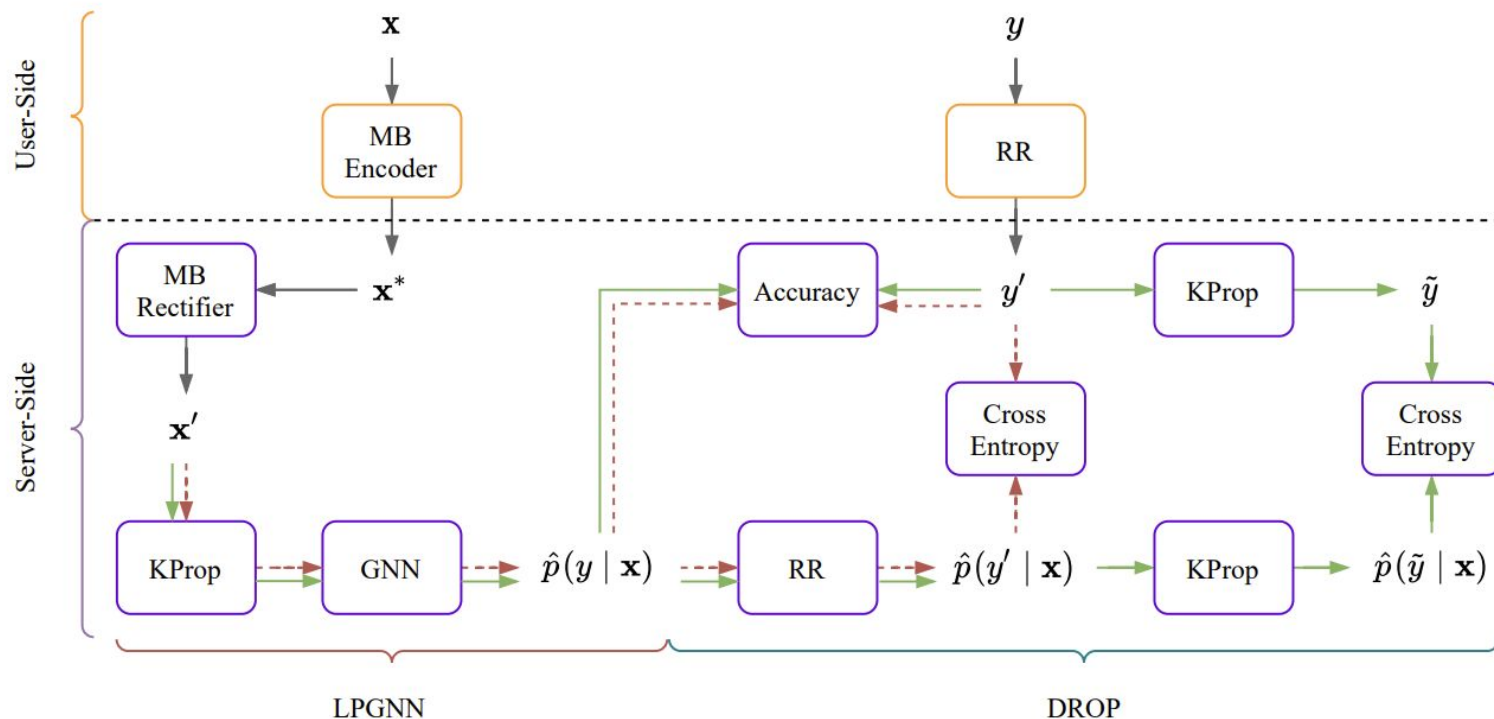 User-Side
x
y
MB
Encoder
RR
Server-Side
MB
Rectifier
x*
Accuracy
y′
KProp
ỹ
x′
Cross
Entropy
Cross
Entropy
KProp
GNN
p̂(y | x)
RR
p̂(y′ | x)
KProp
p̂(ỹ | x)
LPGNN
DROP